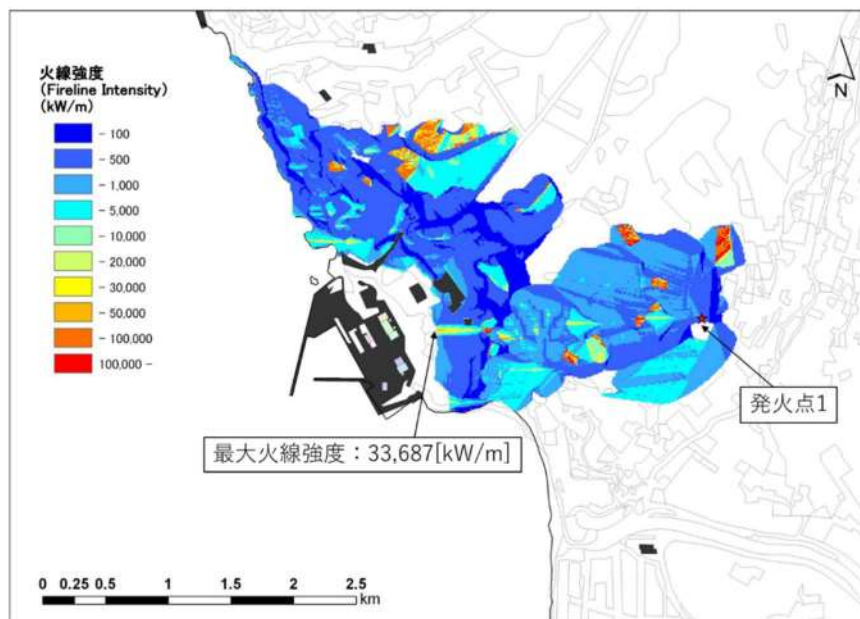 火線強度
(Fireline Intensity)
(kW/m)
- 100
- 500
- 1,000
- 5,000
- 10,000
- 20,000
- 30,000
- 50,000
- 100,000
100,000 -
N
発火点1
最大火線強度：33,687[kW/m]
0 0.25 0.5 1 1.5 2 2.5
km